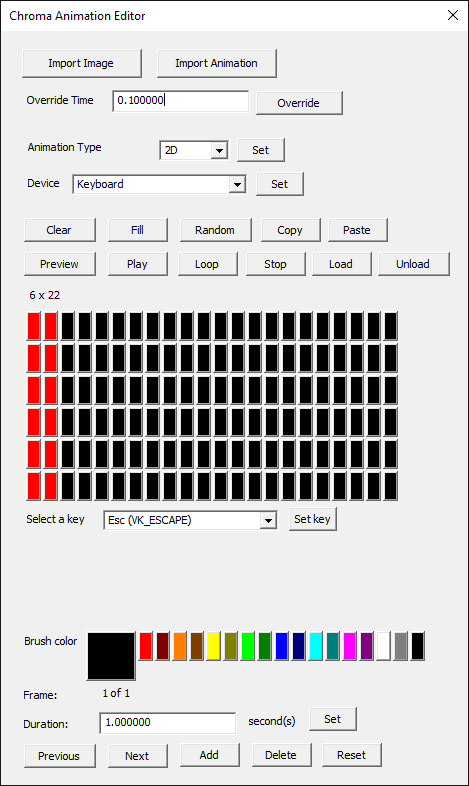 Chroma Animation Editor
Import Image Import Animation
Override Time 0.100000 Override
Animation Type 2D Set
Device Keyboard Set
Clear Fill Random Copy Paste
Preview Play Loop Stop Load Unload
6 x 22
Select a key Esc (VK_ESCAPE) Set key
Brush color
Frame: 1 of 1
Duration: 1.000000 second(s) Set
Previous Next Add Delete Reset